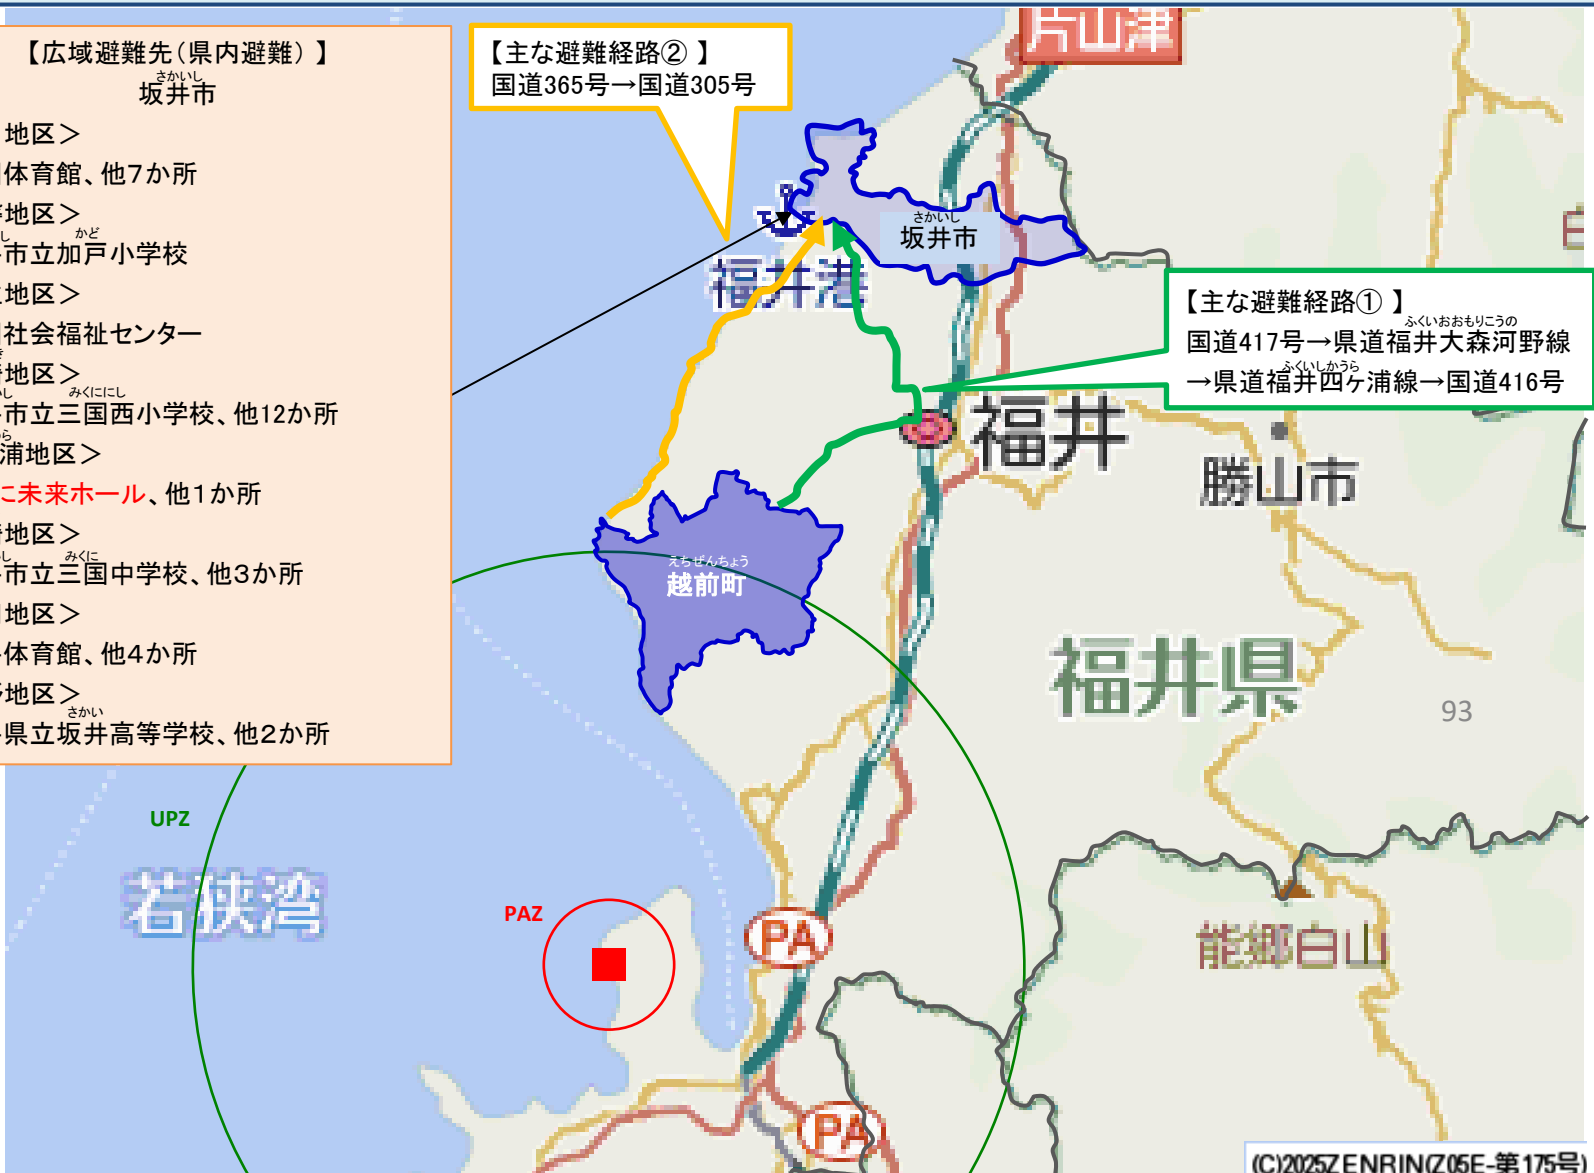 【広域避難先（県内避難）】
さかいし
坂井市
地区＞
体育館、他7か所
地区＞
かど
市立加戸小学校
地区＞
社会福祉センター
地区＞
みくににし
市立三国西小学校、他12か所
浦地区＞
に未来ホール、他1か所
地区＞
みくに
市立三国中学校、他3か所
地区＞
体育館、他4か所
地区＞
さかい
県立坂井高等学校、他2か所
【主な避難経路②】
国道365号→国道305号
片山津
さかいし
坂井市
福井港
【主な避難経路①】
ふくいおおもりこうの
国道417号→県道福井大森河野線
ふくいしかうら
→県道福井四ケ浦線→国道416号
福井
勝山市
えちぜんちょう
越前町
福井県
93
UPZ
若狭湾
PAZ
PA
能郷白山
PA
(C)2025ZENRIN(Z05E-第175号)